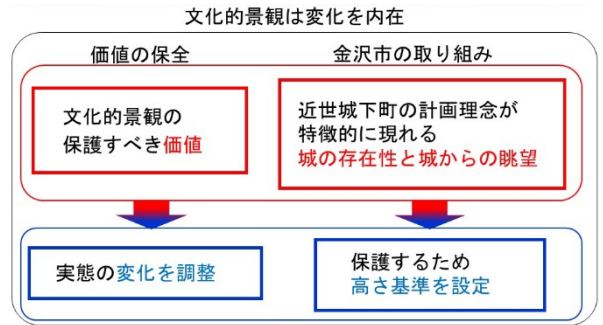 文化的景観は変化を内在
価値の保全
金沢市の取り組み
文化的景観の
保護すべき価値
近世城下町の計画理念が
特徴的に現れる
城の存在性と城からの眺望
実態の変化を調整
保護するため
高さ基準を設定